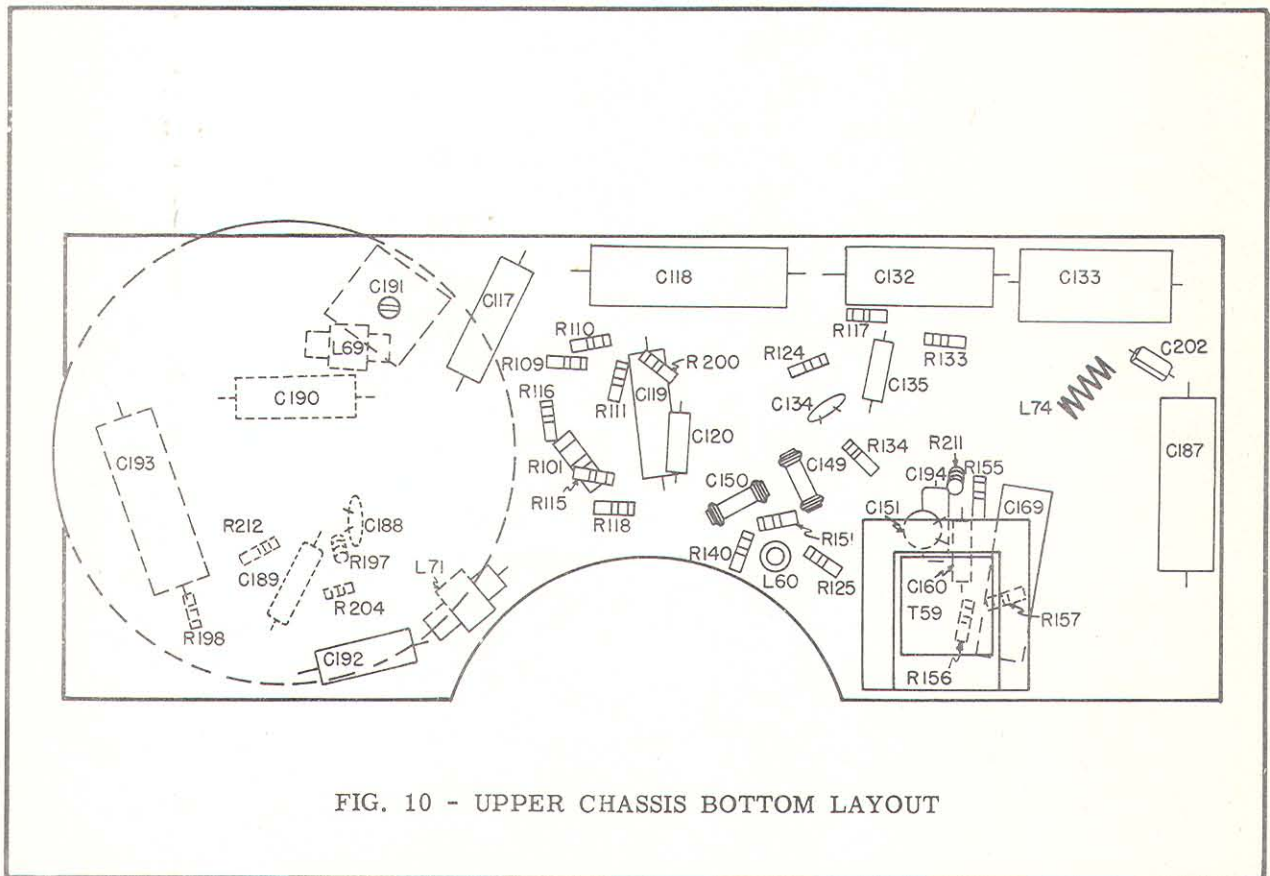 C191
C117
C118
C132
C133
R110
R117
L69
R109
R200
R124
R133
C202
C190
R116
R111
C119
C135
C134
L74
C120
C193
R101
R134
R211
C187
R115
C150
C149
C194
R155
C188
R118
C151
C169
R212
R151
R197
R140
C189
L71
L60
R125
C160
R204
T59
R157
R198
C192
R156
FIG. 10 - UPPER CHASSIS BOTTOM LAYOUT